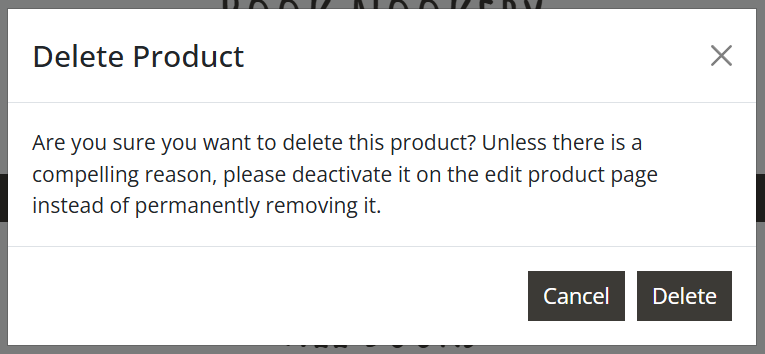 Delete Product
Are you sure you want to delete this product? Unless there is a
compelling reason, please deactivate it on the edit product page
instead of permanently removing it.
Cancel Delete